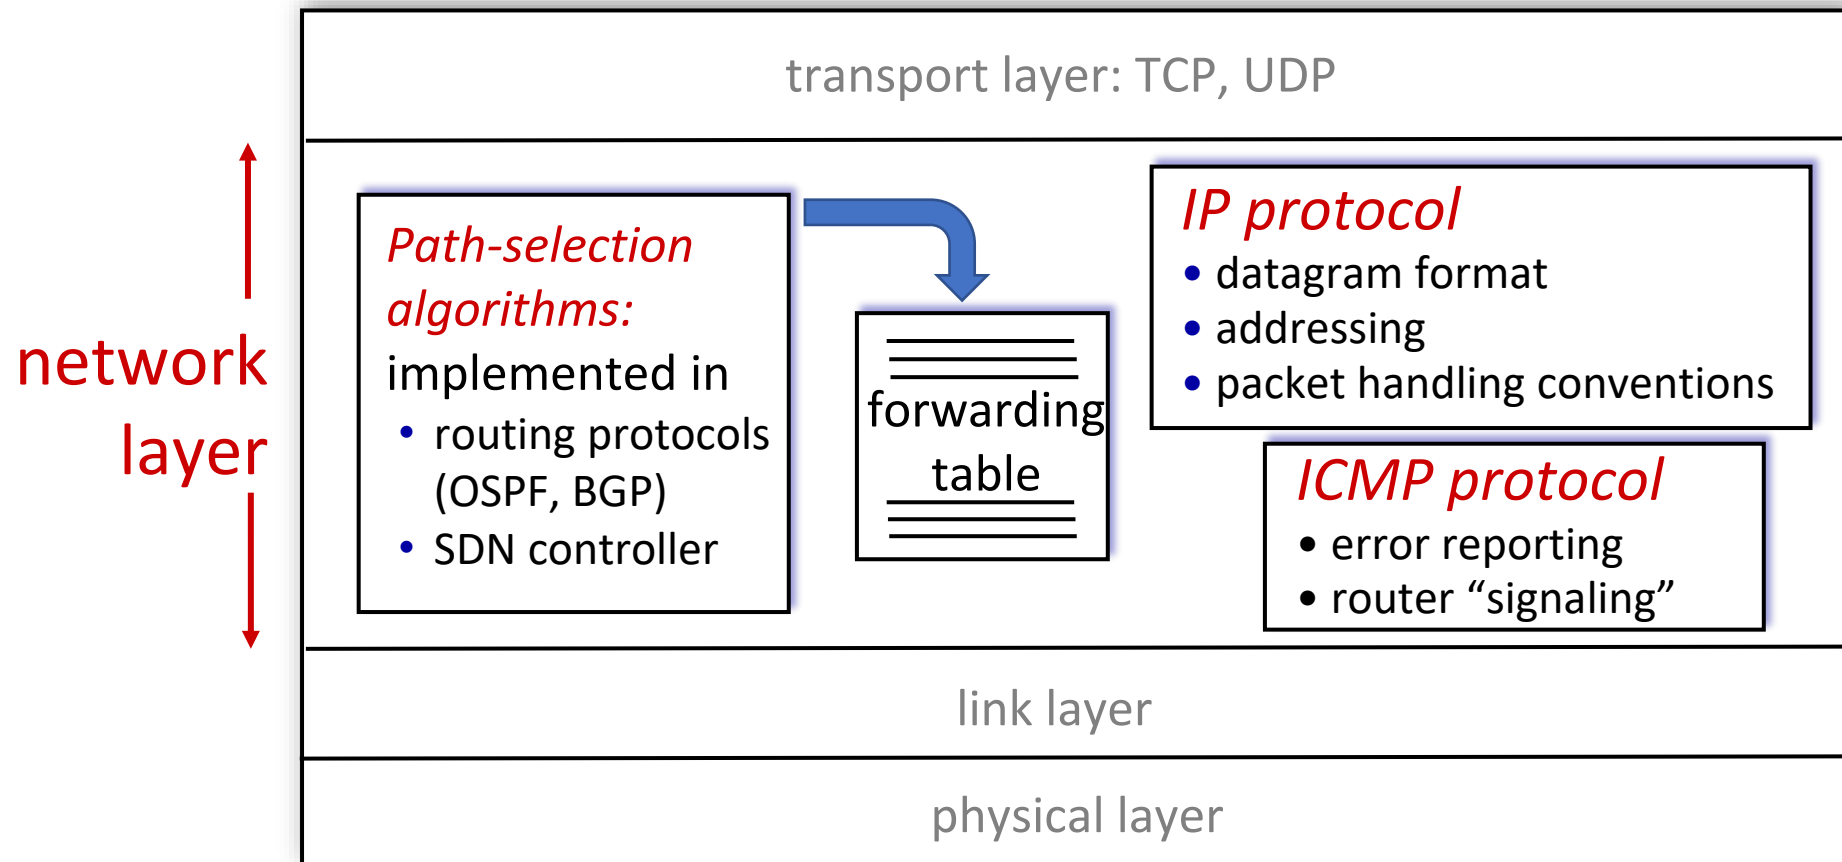 transport layer: TCP, UDP
network
layer
Path-selection
algorithms:
implemented in
• routing protocols
(OSPF, BGP)
• SDN controller
forwarding
table
IP protocol
• datagram format
• addressing
• packet handling conventions
ICMP protocol
• error reporting
• router “signaling”
link layer
physical layer